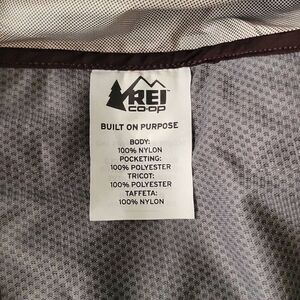 REI
CO·OP
BUILT ON PURPOSE
BODY:
100% NYLON
POCKETING:
100% POLYESTER
TRICOT:
100% POLYESTER
TAFFETA:
100% NYLON